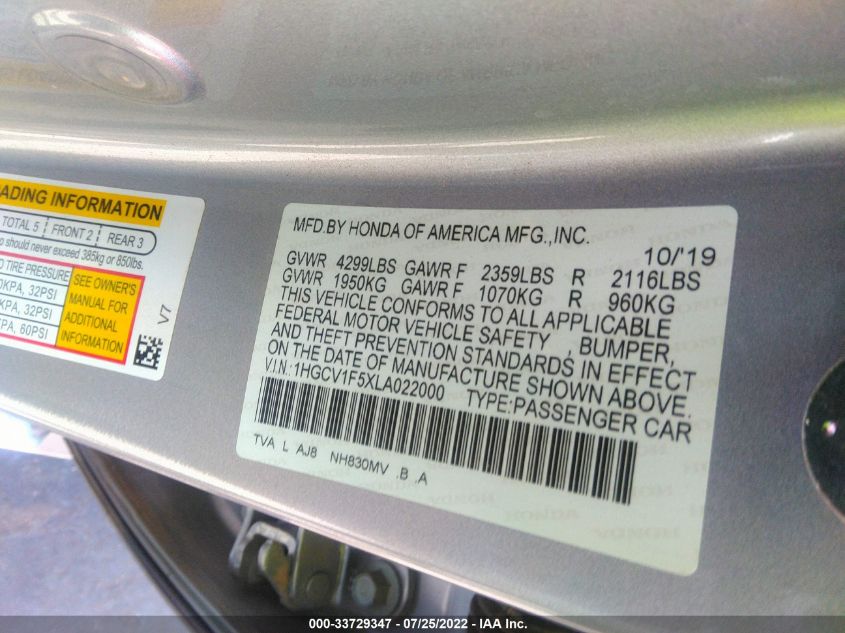 ADING INFORMATION
TOTAL 5 FRONT 2 REAR 3
should never exceed 385kg or 850lbs.
TIRE PRESSURE
KPA, 32PSI
KPA, 32PSI
KPA, 60PSI
SEE OWNER'S
MANUAL FOR
ADDITIONAL
INFORMATION
V7
MFD.BY HONDA OF AMERICA MFG.,INC.
10/'19
GVWR 4299LBS GAWR F 2359LBS R 2116LBS
GVWR 1950KG GAWR F 1070KG R 960KG
THIS VEHICLE CONFORMS TO ALL APPLICABLE
FEDERAL MOTOR VEHICLE SAFETY , BUMPER,
AND THEFT PREVENTION STANDARDS IN EFFECT
ON THE DATE OF MANUFACTURE SHOWN ABOVE.
V.I.N.:1HGCV1F5XLA022000 TYPE:PASSENGER CAR
TVA L AJ8 NH830MV .B .A
000-33729347 - 07/25/2022 - IAA Inc.